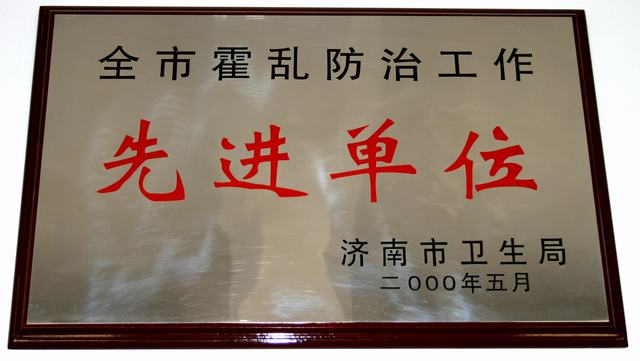 全市霍乱防治工作
先进单位
济南市卫生局
二000年五月